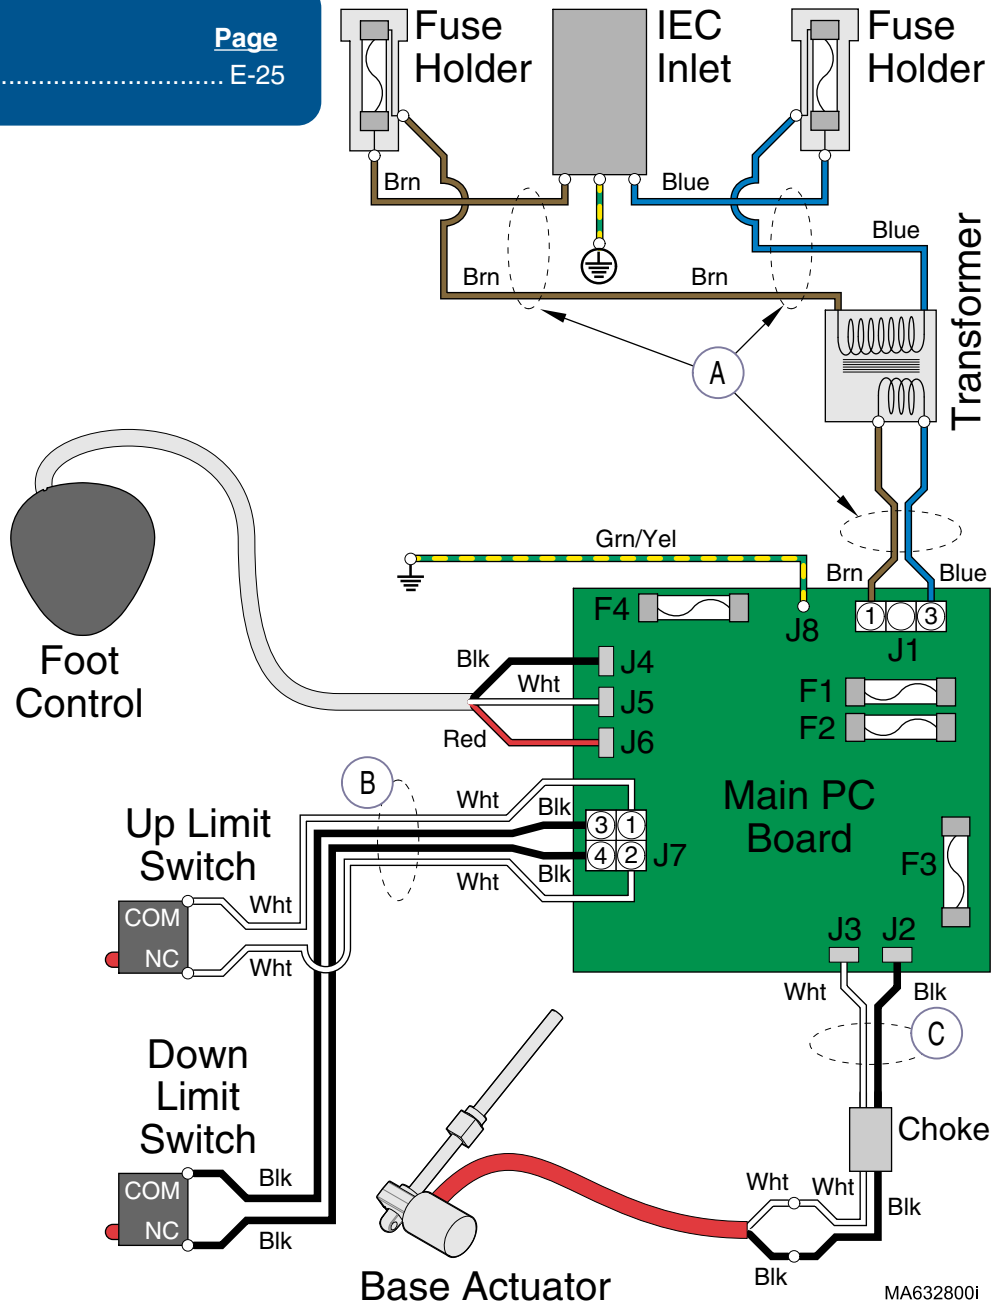 Page
........................... E-25
Fuse
Holder
IEC
Inlet
Fuse
Holder
Brn
Blue
Blue
Brn
Brn
Transformer
A
Grn/Yel
Brn
Blue
F4
J8
1
3
J1
Foot
Control
Blk
J4
Wht
J5
Red
J6
F1
F2
B
Wht
Blk
3
1
4
2
J7
Blk
Wht
Main PC
Board
F3
Up Limit
Switch
COM
NC
Wht
Wht
J3
J2
Wht
Blk
C
Down
Limit
Switch
COM
NC
Blk
Blk
Choke
Wht
Wht
Blk
Blk
Base Actuator
MA632800i